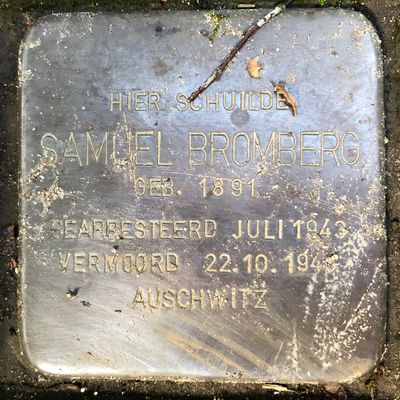 HIER SCHUILDE
SAMUEL BROMBERG
GEB. 1891
GEARRESTEERD JULI 1943
VERMOORD 22.10.1943
AUSCHWITZ